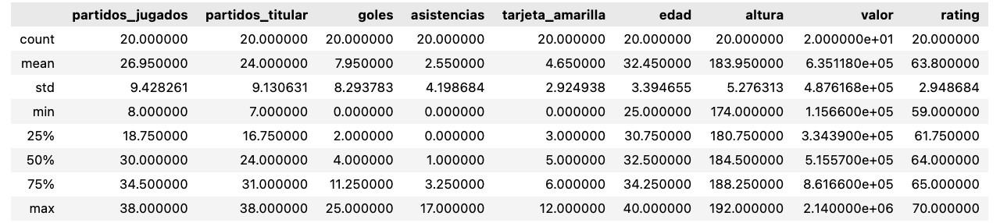 partidos_jugados partidos_titular goles asistencias tarjeta_amarilla edad altura valor rating
count 20.000000 20.000000 20.000000 20.000000 20.000000 20.000000 20.000000 2.000000e+01 20.000000
mean 26.950000 24.000000 7.950000 2.550000 4.650000 32.450000 183.950000 6.351180e+05 63.800000
std 9.428261 9.130631 8.293783 4.198684 2.924938 3.394655 5.276313 4.876168e+05 2.948684
min 8.000000 7.000000 0.000000 0.000000 0.000000 25.000000 174.000000 1.156600e+05 59.000000
25% 18.750000 16.750000 2.000000 0.000000 3.000000 30.750000 180.750000 3.343900e+05 61.750000
50% 30.000000 24.000000 4.000000 1.000000 5.000000 32.500000 184.500000 5.155700e+05 64.000000
75% 34.500000 31.000000 11.250000 3.250000 6.000000 34.250000 188.250000 8.616600e+05 65.000000
max 38.000000 38.000000 25.000000 17.000000 12.000000 40.000000 192.000000 2.140000e+06 70.000000